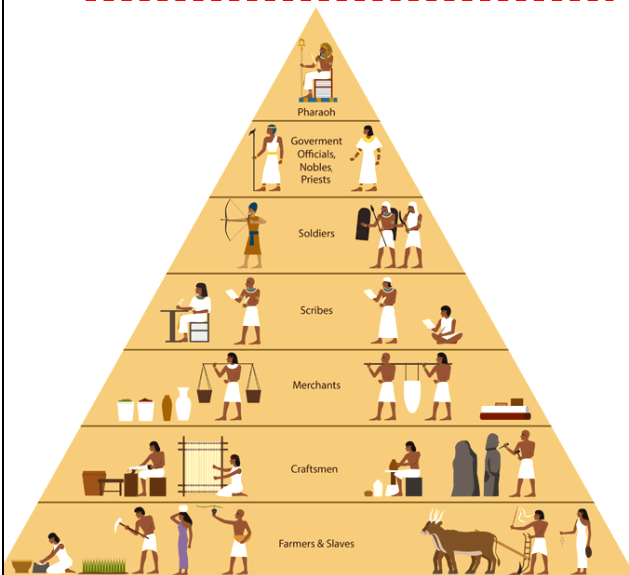 Pharaoh
Goverment
Officials,
Nobles,
Priests
Soldiers
Scribes
Merchants
Craftsmen
Farmers & Slaves